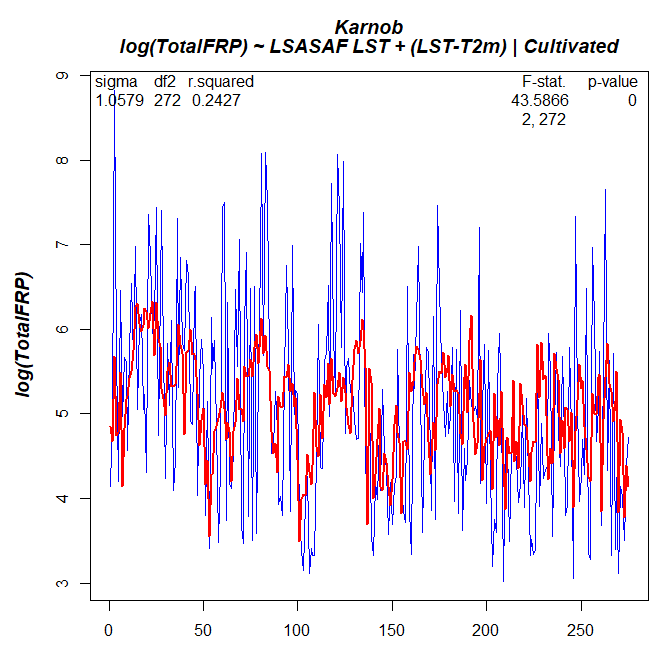 Karnob
log(TotalFRP) ~ LSASAF LST + (LST-T2m) | Cultivated
sigma df2 r.squared F-stat. p-value
1.0579 272 0.2427 43.5866 0
2, 272
log(TotalFRP)
9
8
7
6
5
4
3
0 50 100 150 200 250